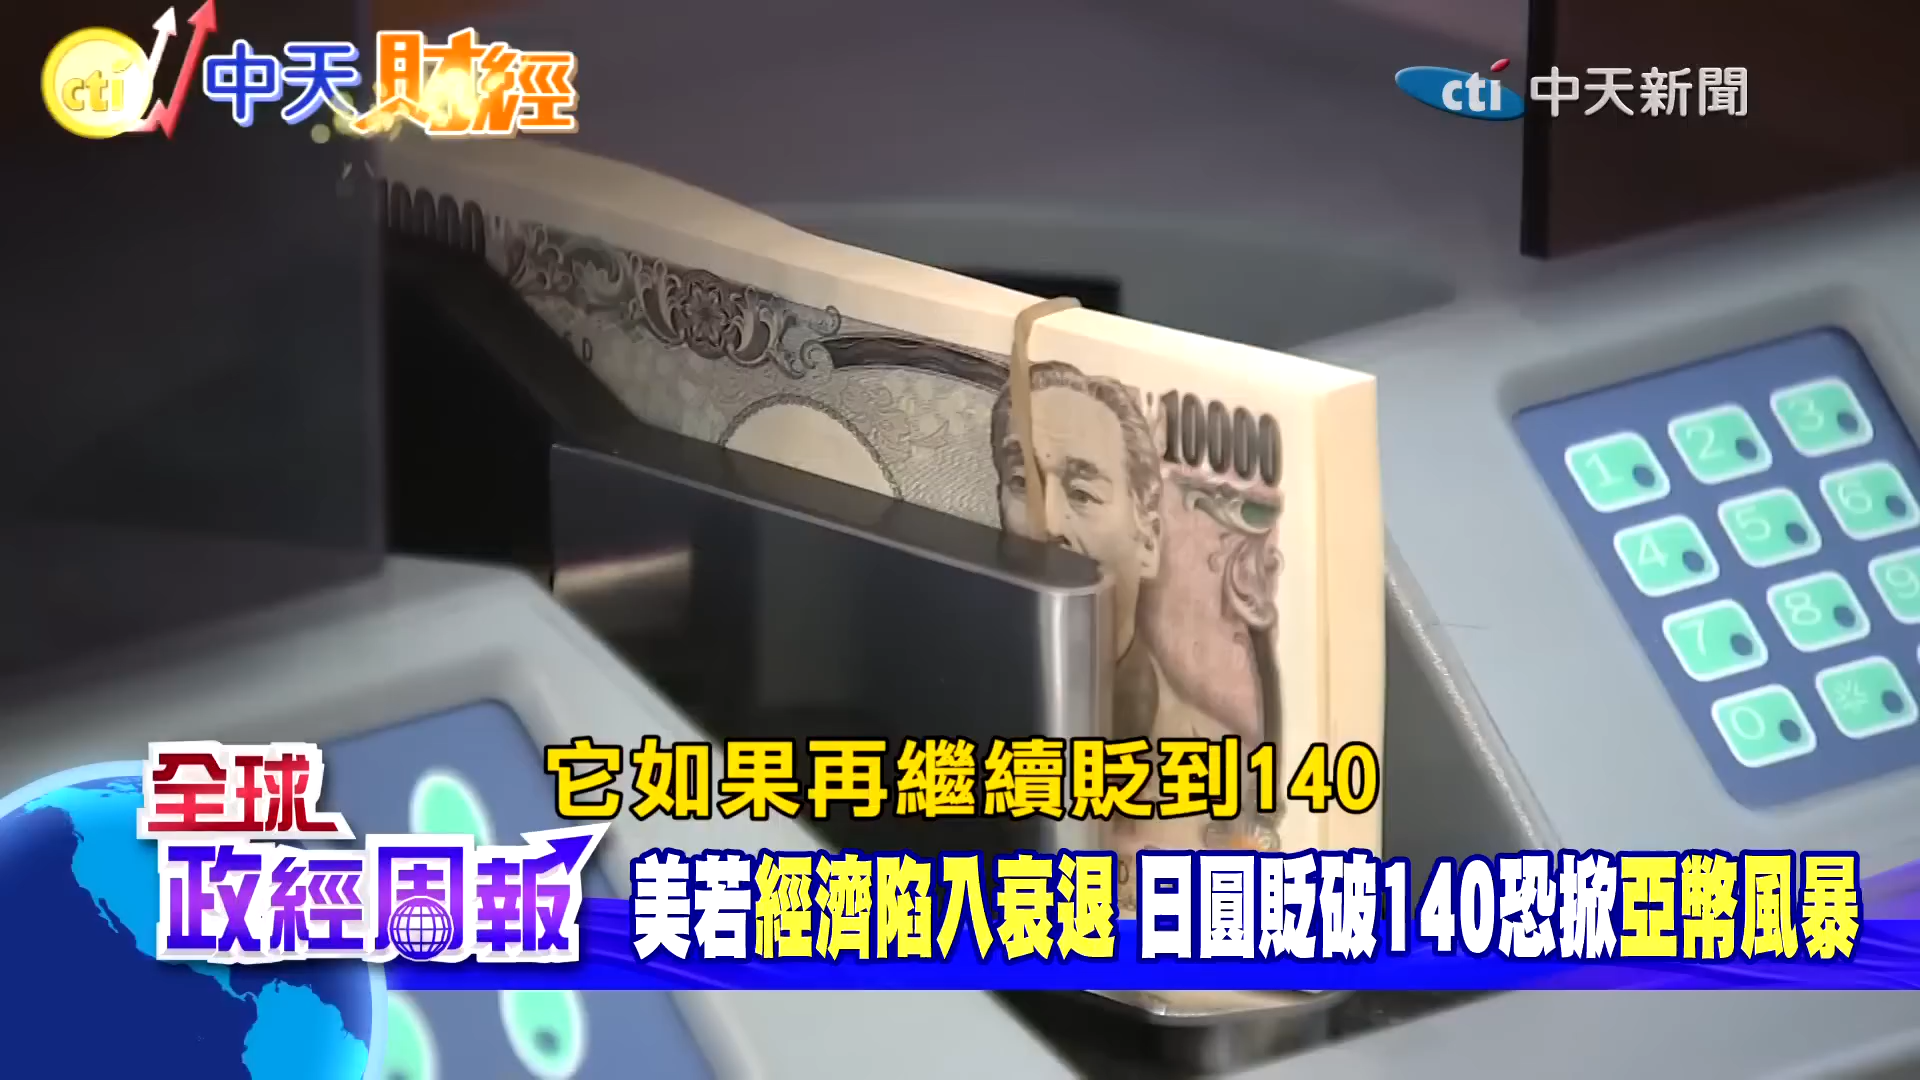 cti 中天財經
cti 中天新聞
10000
10000
1 2 3
4 5 6
7 8 9
0 *
它如果再繼續貶到140
全球
政經周報
美若經濟陷入衰退 日圓貶破140恐掀亞幣風暴